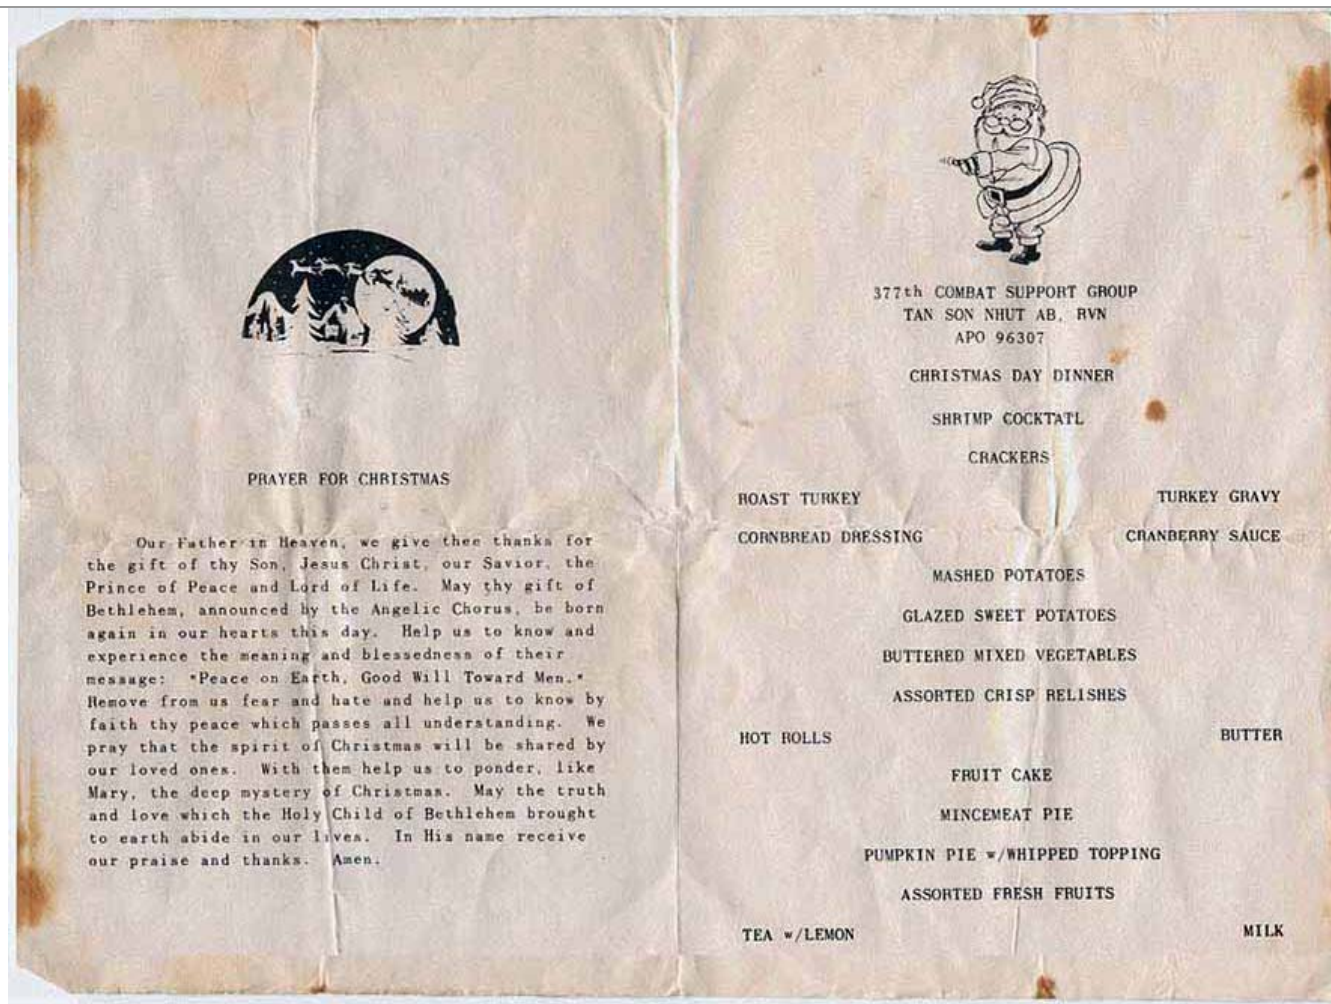 PRAYER FOR CHRISTMAS
Our Father in Heaven, we give thee thanks for
the gift of thy Son, Jesus Christ, our Savior, the
Prince of Peace and Lord of Life. May thy gift of
Bethlehem, announced by the Angelic Chorus, be born
again in our hearts this day. Help us to know and
experience the meaning and blessedness of their
message: "Peace on Earth, Good Will Toward Men."
Remove from us fear and hate and help us to know by
faith thy peace which passes all understanding. We
pray that the spirit of Christmas will be shared by
our loved ones. With them help us to ponder, like
Mary, the deep mystery of Christmas. May the truth
and love which the Holy Child of Bethlehem brought
to earth abide in our lives. In His name receive
our praise and thanks. Amen.
377th COMBAT SUPPORT GROUP
TAN SON NHUT AB, RVN
APO 96307
CHRISTMAS DAY DINNER
SHRIMP COCKTAIL
CRACKERS
ROAST TURKEY TURKEY GRAVY
CORNBREAD DRESSING CRANBERRY SAUCE
MASHED POTATOES
GLAZED SWEET POTATOES
BUTTERED MIXED VEGETABLES
ASSORTED CRISP RELISHES
HOT ROLLS BUTTER
FRUIT CAKE
MINCEMEAT PIE
PUMPKIN PIE w/WHIPPED TOPPING
ASSORTED FRESH FRUITS
TEA w/LEMON MILK